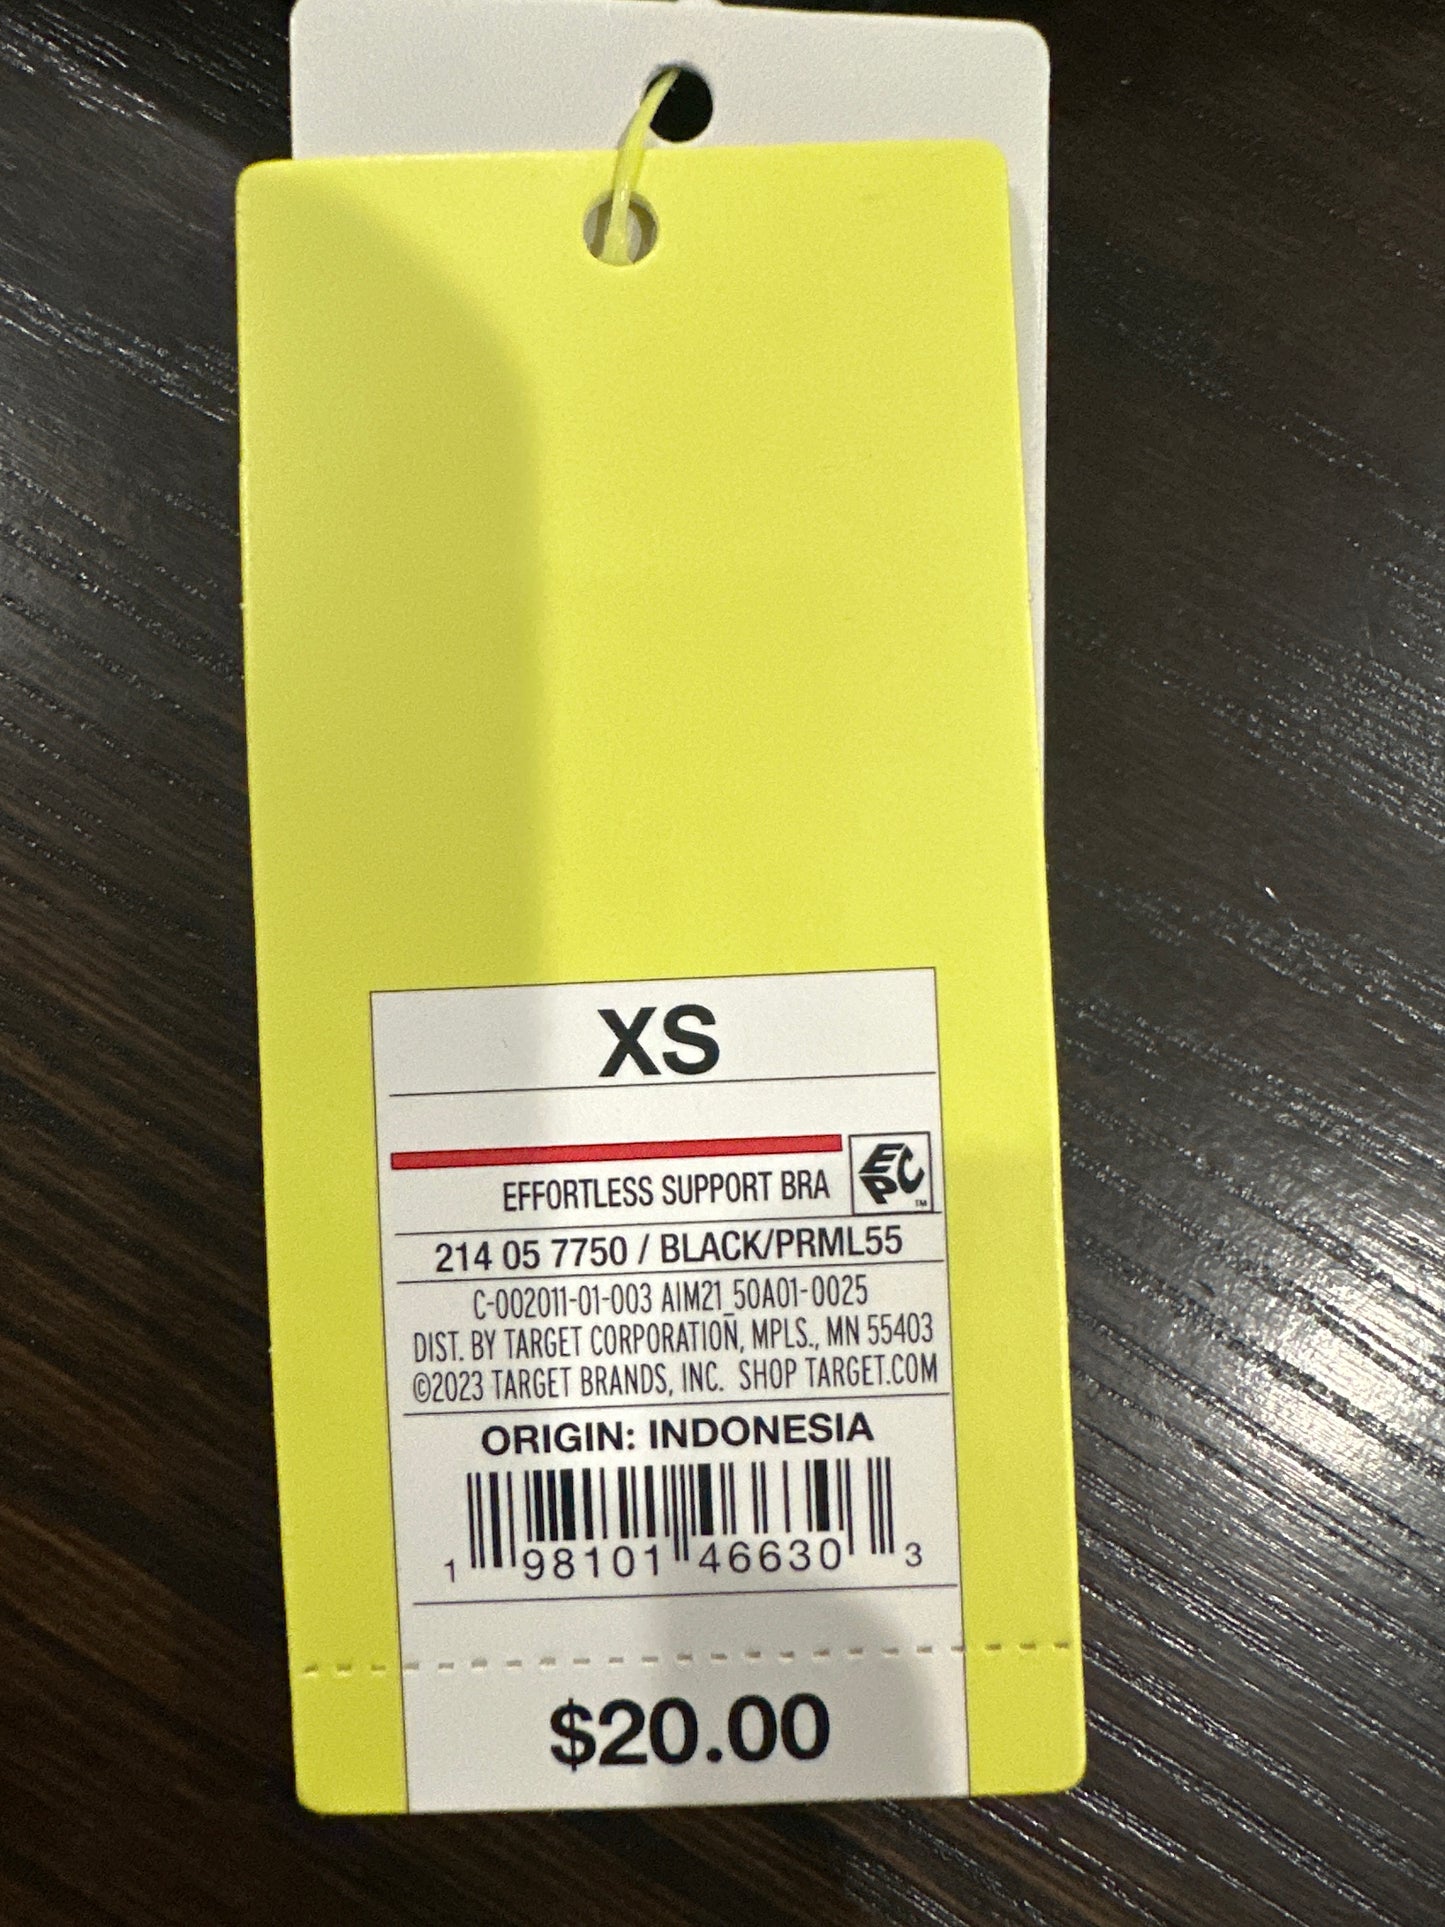 XS
EFFORTLESS SUPPORT BRA
EPC™
214 05 7750 / BLACK/PRML55
C-002011-01-003 AIM21_50A01-0025
DIST. BY TARGET CORPORATION, MPLS., MN 55403
©2023 TARGET BRANDS, INC. SHOP TARGET.COM
ORIGIN: INDONESIA
1 98101 46630 3
$20.00